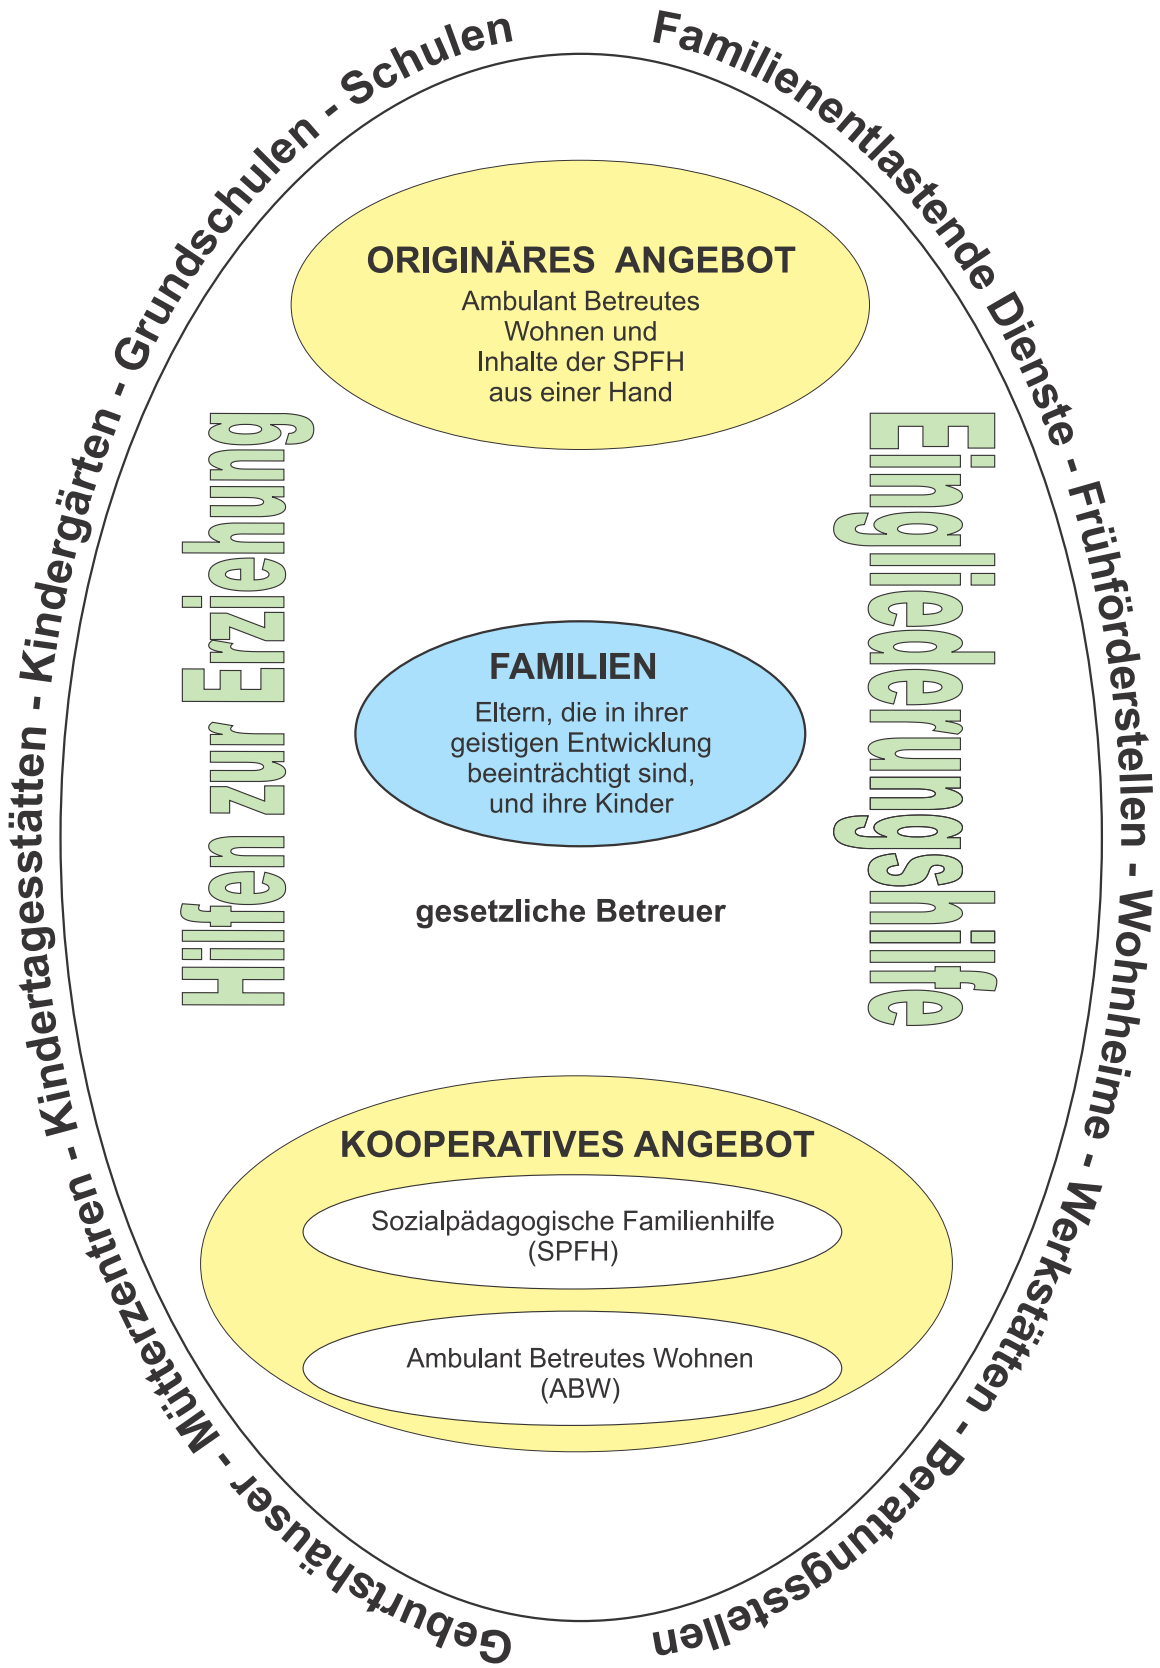 Geburtshäuser - Mütterzentren - Kindertagesstätten - Kindergärten - Grundschulen - Schulen
Familienentlastende Dienste - Frühförderstellen - Wohnheime - Werkstätten - Beratungsstellen
ORIGINÄRES ANGEBOT
Ambulant Betreutes
Wohnen und
Inhalte der SPFH
aus einer Hand
Hilfen zur Erziehung
Eingliederungshilfe
FAMILIEN
Eltern, die in ihrer
geistigen Entwicklung
beeinträchtigt sind,
und ihre Kinder
gesetzliche Betreuer
KOOPERATIVES ANGEBOT
Sozialpädagogische Familienhilfe
(SPFH)
Ambulant Betreutes Wohnen
(ABW)